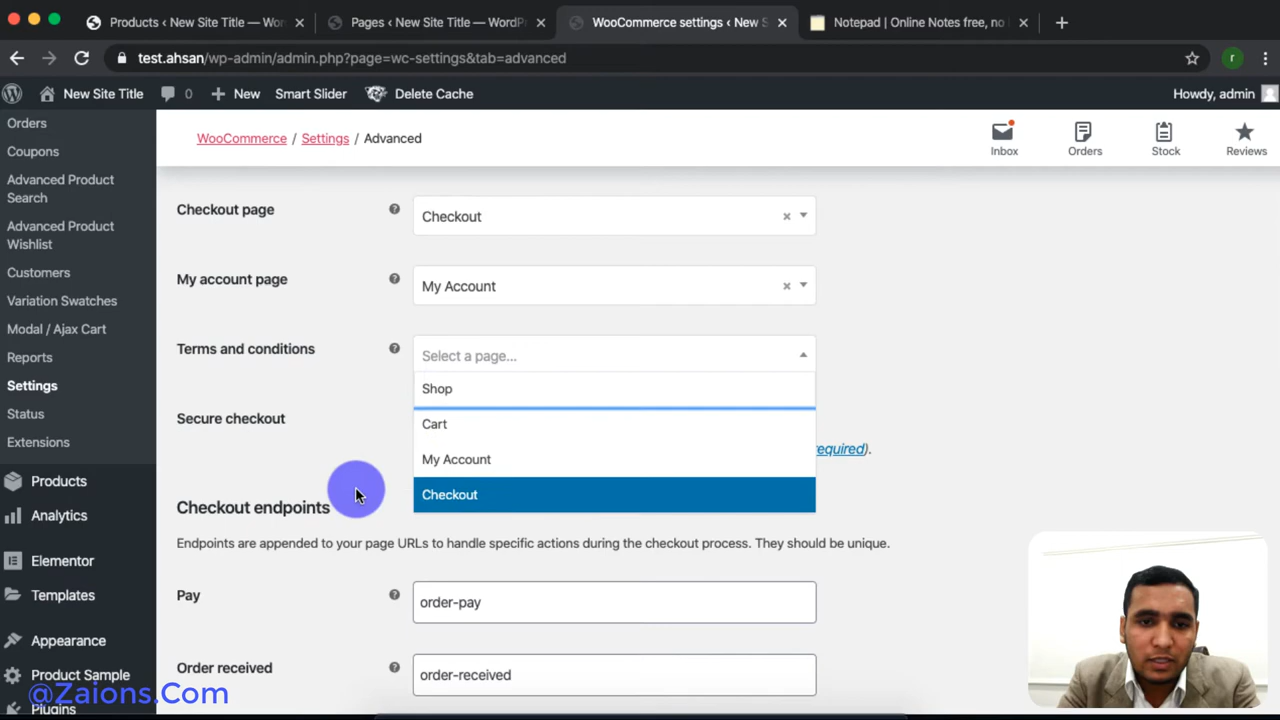 Products < New Site Title — Wor
Pages < New Site Title — WordPr
WooCommerce settings < New S
Notepad | Online Notes free, no l
test.ahsan/wp-admin/admin.php?page=wc-settings&tab=advanced
r
New Site Title
0
New
Smart Slider
Delete Cache
Howdy, admin
Orders
Coupons
Advanced Product
Search
Advanced Product
Wishlist
Customers
Variation Swatches
Modal / Ajax Cart
Reports
Settings
Status
Extensions
Products
Analytics
Elementor
Templates
Appearance
Product Sample
Plugins
WooCommerce / Settings / Advanced
Inbox
Orders
Stock
Reviews
Checkout page
Checkout
My account page
My Account
Terms and conditions
Select a page...
Shop
Cart
My Account
Checkout
Secure checkout
equired).
Checkout endpoints
Endpoints are appended to your page URLs to handle specific actions during the checkout process. They should be unique.
Pay
order-pay
Order received
order-received
@Zaions.Com